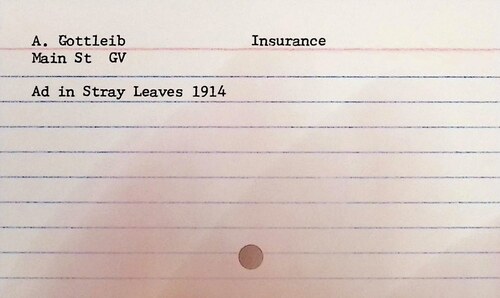 A. Gottleib Insurance
Main St GV
Ad in Stray Leaves 1914